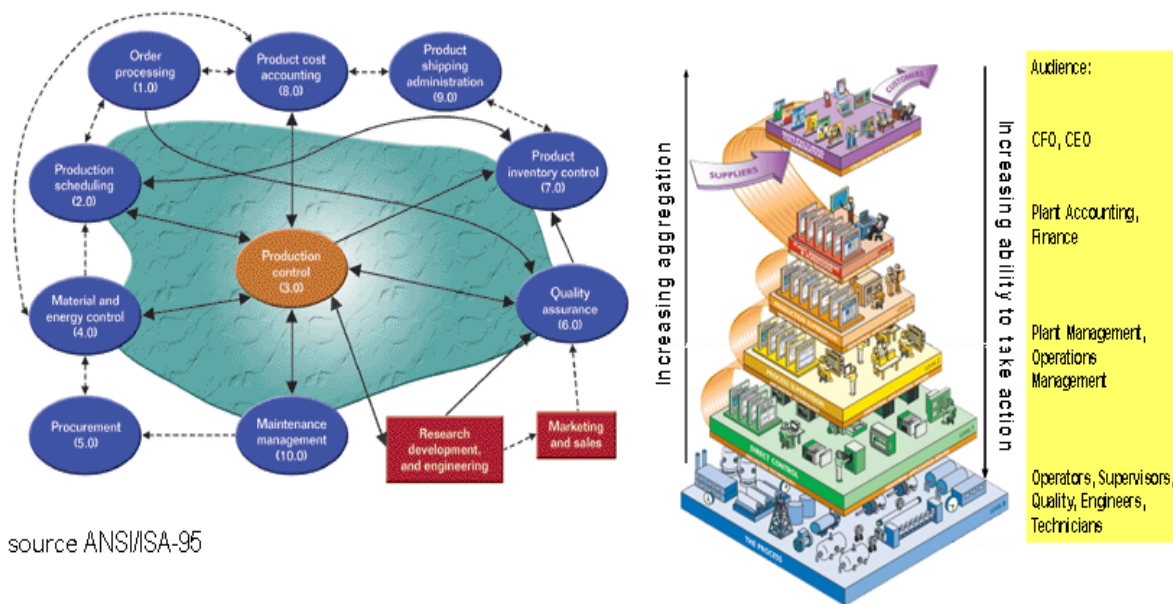 Order
processing
(1.0)
Product cost
accounting
(8.0)
Product
shipping
administration
(9.0)
Production
scheduling
(2.0)
Product
inventory control
(7.0)
Production
control
(3.0)
Material and
energy control
(4.0)
Quality
assurance
(6.0)
Procurement
(5.0)
Maintenance
management
(10.0)
Research
development,
and engineering
Marketing
and sales
source ANSI/ISA-95
Increasing aggregation
SUPPLIERS
CUSTOMERS
DIRECT CONTROL
THE PROCESS
Increasing ability to take action
Audience:
CFO, CEO
Plant Accounting,
Finance
Plant Management,
Operations
Management
Operators, Supervisors,
Quality, Engineers,
Technicians